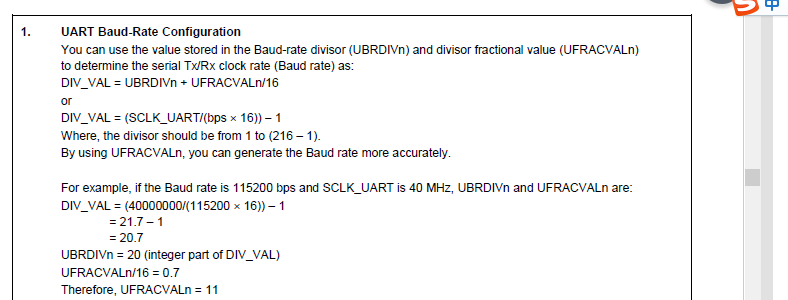 1. UART Baud-Rate Configuration
You can use the value stored in the Baud-rate divisor (UBRDIVn) and divisor fractional value (UFRACVALn)
to determine the serial Tx/Rx clock rate (Baud rate) as:
DIV_VAL = UBRDIVn + UFRACVALn/16
or
DIV_VAL = (SCLK_UART/(bps × 16)) – 1
Where, the divisor should be from 1 to (216 – 1).
By using UFRACVALn, you can generate the Baud rate more accurately.
For example, if the Baud rate is 115200 bps and SCLK_UART is 40 MHz, UBRDIVn and UFRACVALn are:
DIV_VAL = (40000000/(115200 × 16)) – 1
= 21.7 – 1
= 20.7
UBRDIVn = 20 (integer part of DIV_VAL)
UFRACVALn/16 = 0.7
Therefore, UFRACVALn = 11